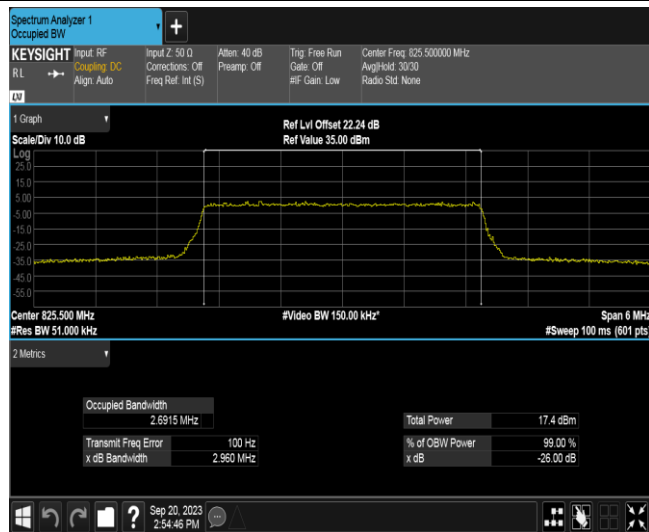 Spectrum Analyzer 1
Occupied BW
+
KEYSIGHT
RL
LXI
Input: RF
Coupling: DC
Align: Auto
Input Z: 50 Ω
Corrections: Off
Freq Ref: Int (S)
Atten: 40 dB
Preamp: Off
Trig: Free Run
Gate: Off
#IF Gain: Low
Center Freq: 825.500000 MHz
Avg|Hold: 30/30
Radio Std: None
1 Graph
Scale/Div 10.0 dB
Ref Lvl Offset 22.24 dB
Ref Value 35.00 dBm
Log
25.0
15.0
5.00
-5.00
-15.0
-25.0
-35.0
-45.0
-55.0
Center 825.500 MHz
#Res BW 51.000 kHz
#Video BW 150.00 kHz*
Span 6 MHz
#Sweep 100 ms (601 pts)
2 Metrics
Occupied Bandwidth
2.6915 MHz
Total Power 17.4 dBm
Transmit Freq Error 100 Hz
% of OBW Power 99.00 %
x dB Bandwidth 2.960 MHz
x dB -26.00 dB
?
Sep 20, 2023
2:54:46 PM